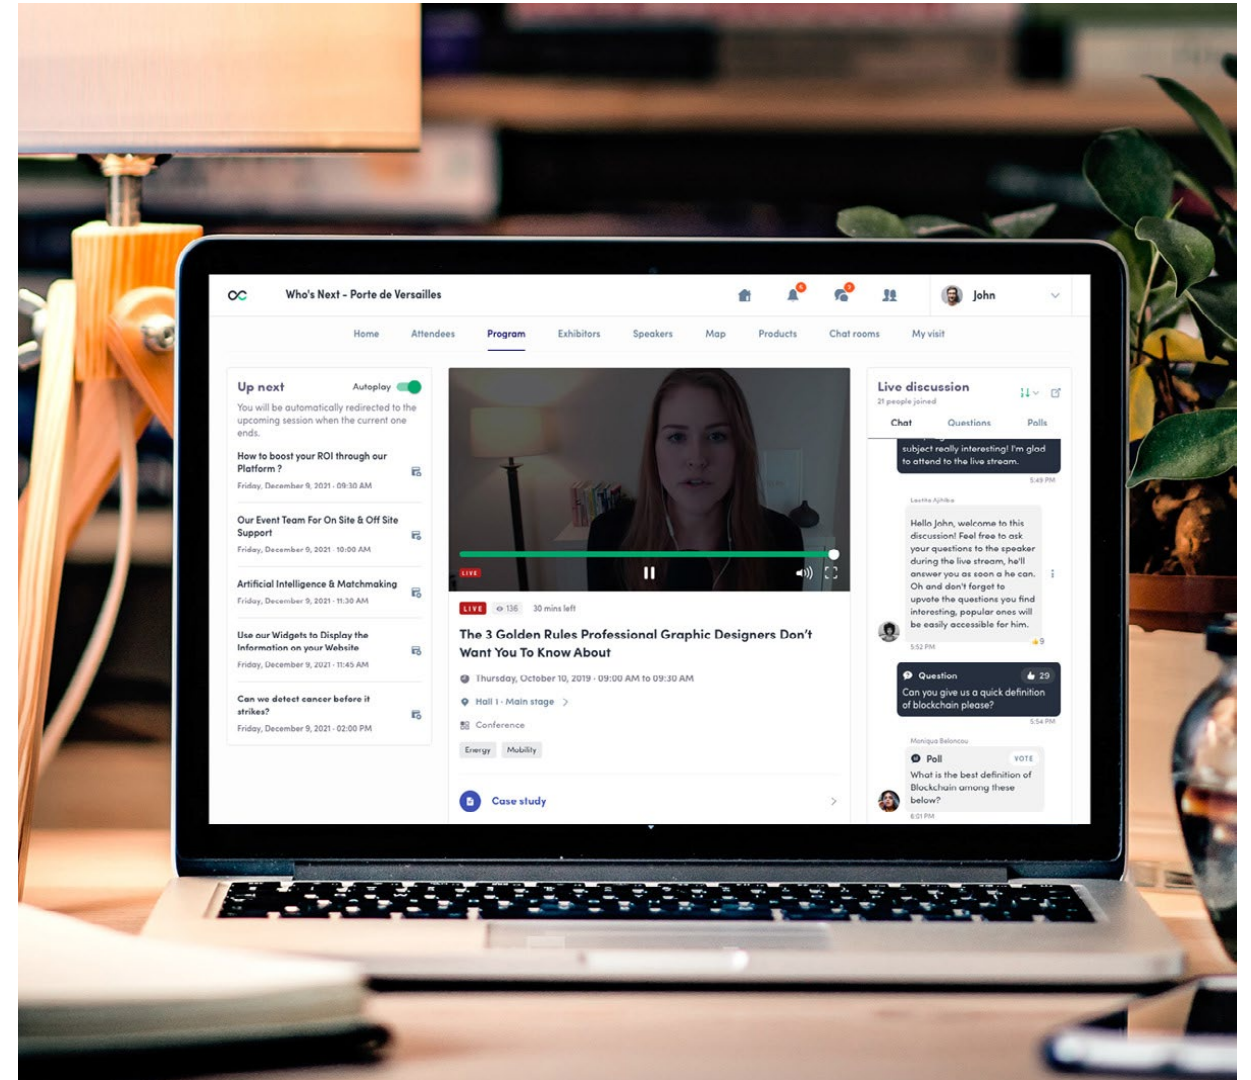 Who's Next - Porte de Versailles
John
Home
Attendees
Program
Exhibitors
Speakers
Map
Products
Chat rooms
My visit
Up next
Autoplay
You will be automatically redirected to the
upcoming session when the current one
ends.
How to boost your ROI through our
Platform ?
Friday, December 9, 2021 - 09:30 AM
Our Event Team For On Site & Off Site
Support
Friday, December 9, 2021 - 10:00 AM
Artificial Intelligence & Matchmaking
Friday, December 9, 2021 - 11:30 AM
Use our Widgets to Display the
Information on your Website
Friday, December 9, 2021 - 11:45 AM
Can we detect cancer before it
strikes?
Friday, December 9, 2021 - 02:00 PM
LIVE
LIVE
136
30 mins left
The 3 Golden Rules Professional Graphic Designers Don't
Want You To Know About
Thursday, October 10, 2019 - 09:00 AM to 09:30 AM
Hall 1 - Main stage
Conference
Energy
Mobility
Case study
Live discussion
21 people joined
Chat
Questions
Polls
subject really interesting! I'm glad
to attend to the live stream.
5:49 PM
Hello John, welcome to this
discussion! Feel free to ask
your questions to the speaker
during the live stream, he'll
answer you as soon a he can.
Oh and don't forget to
upvote the questions you find
interesting, popular ones will
be easily accessible for him.
9
5:52 PM
Question
29
Can you give us a quick definition
of blockchain please?
5:54 PM
Poll
VOTE
What is the best definition of
Blockchain among these
below?
6:01 PM